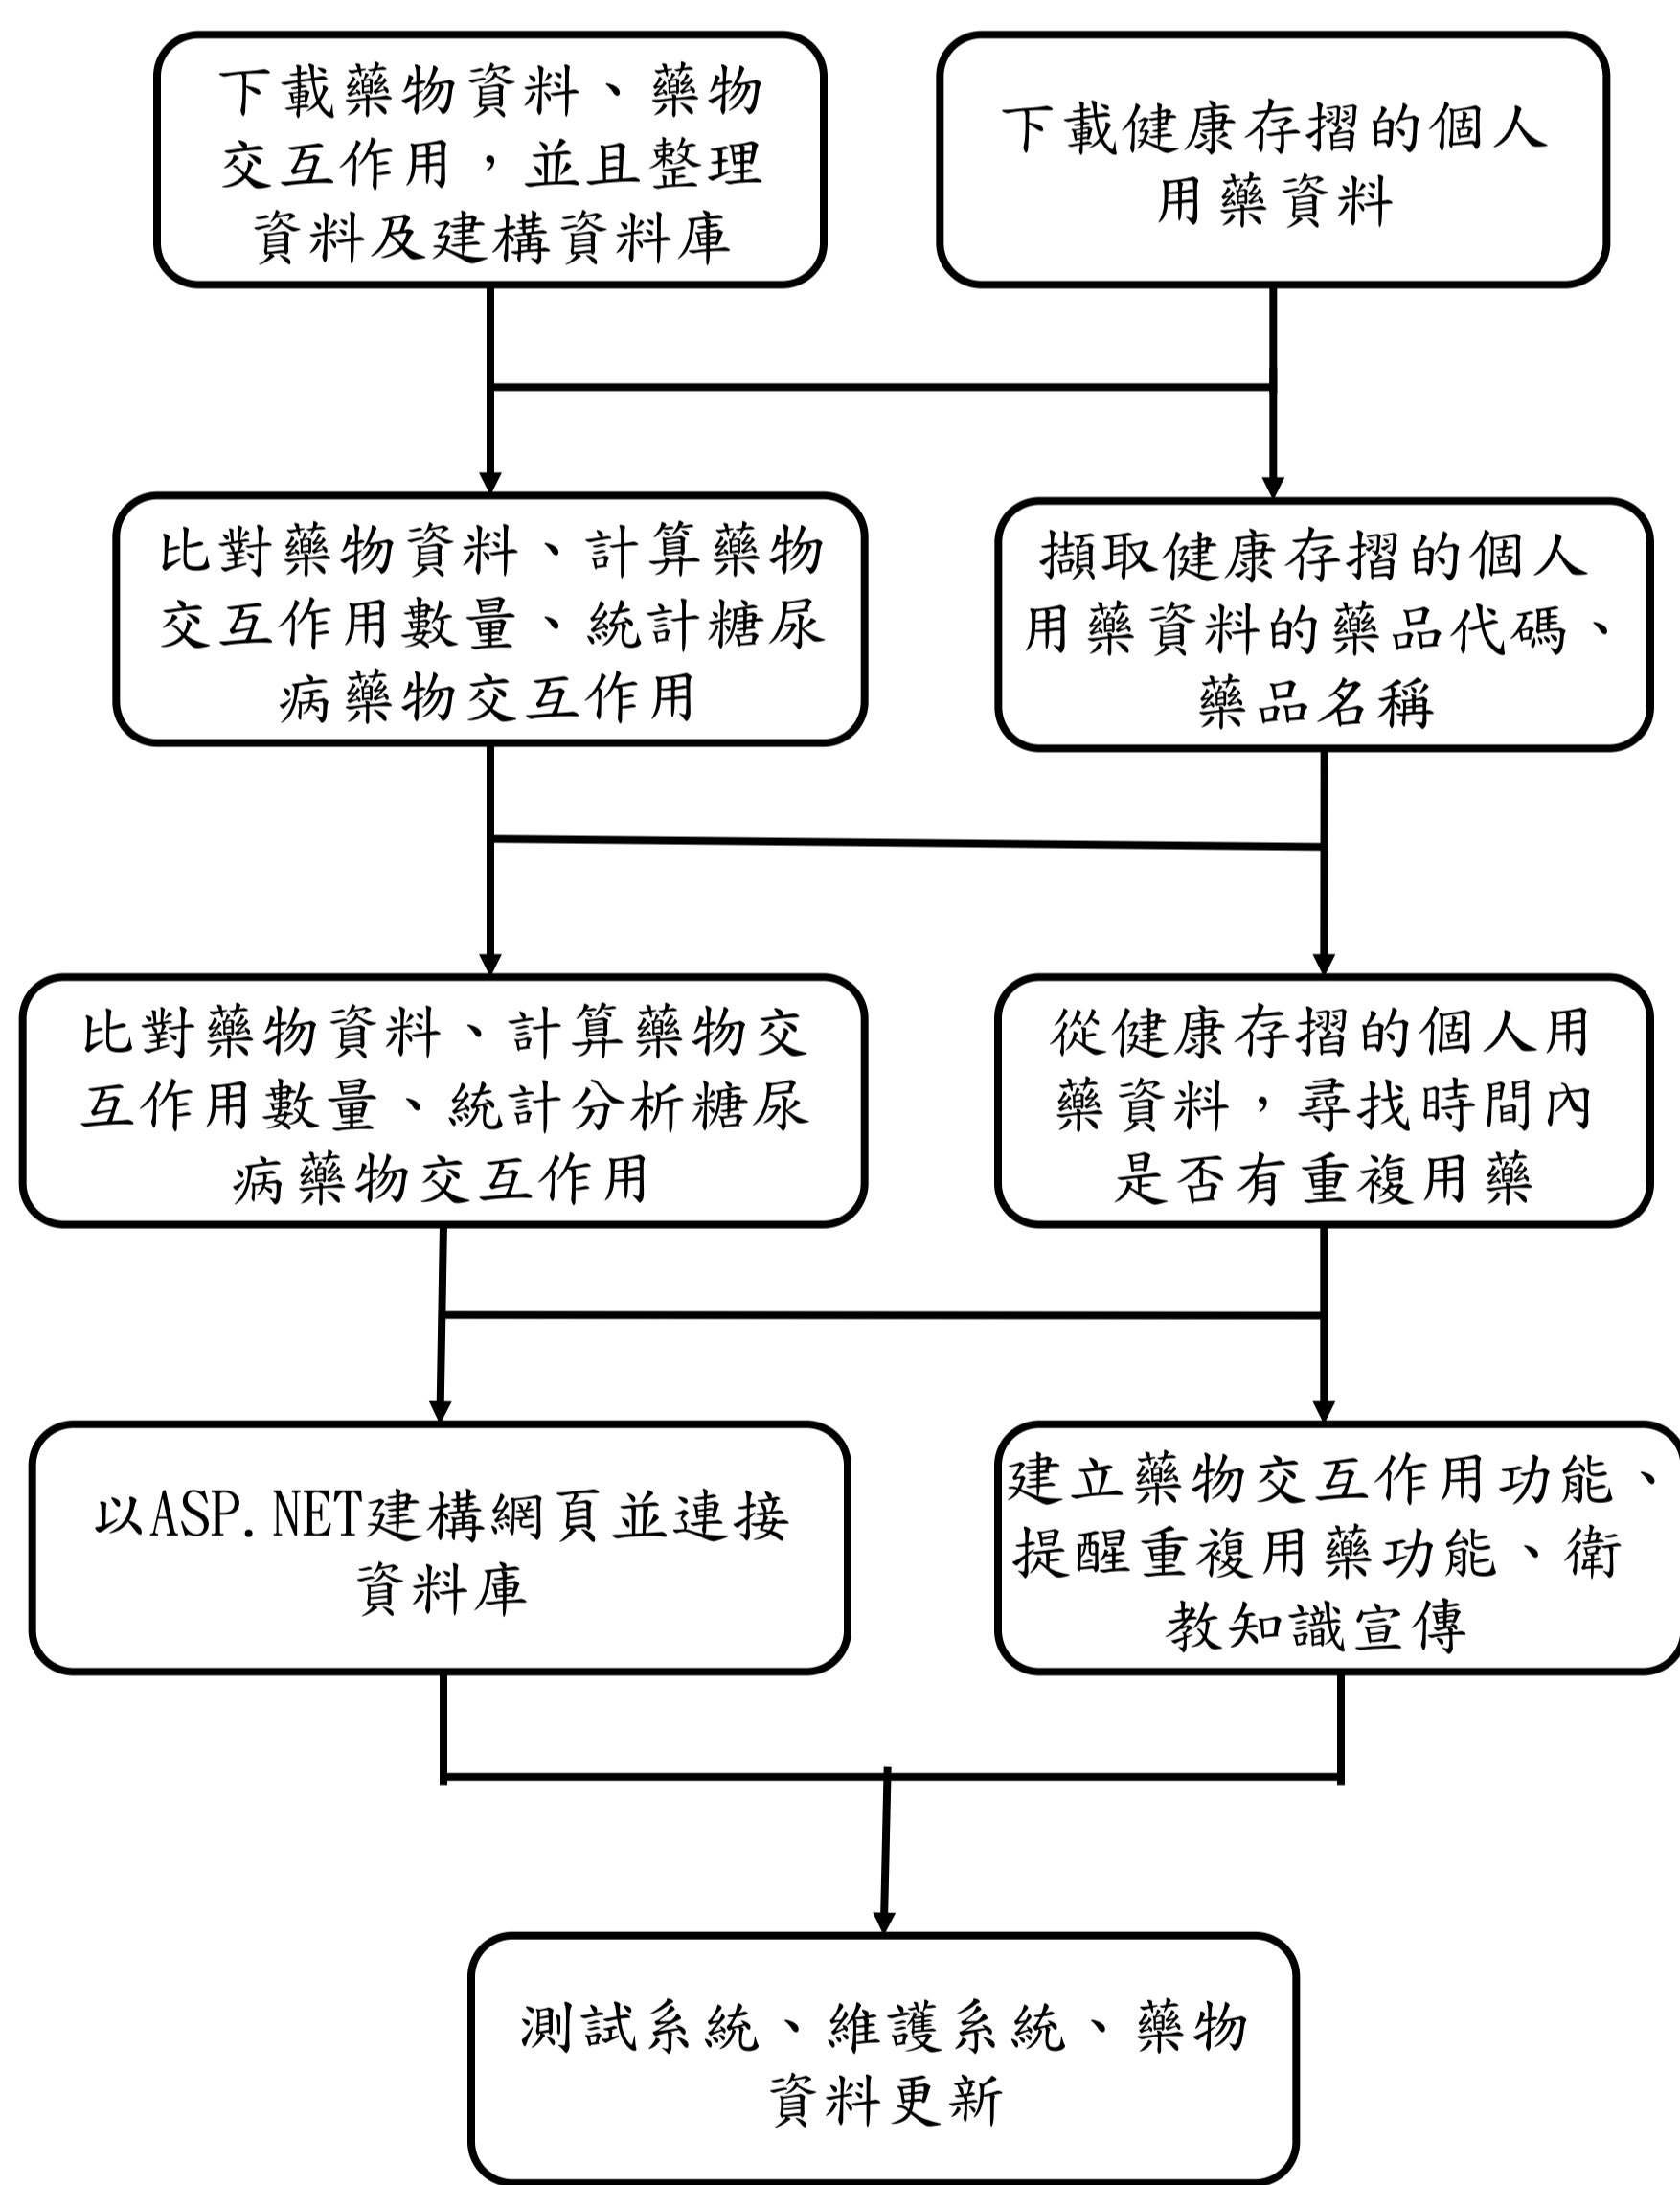 下載藥物資料、藥物
交互作用，並且整理
資料及建構資料庫
下載健康存摺的個人
用藥資料
比對藥物資料、計算藥物
交互作用數量、統計糖尿
病藥物交互作用
擷取健康存摺的個人
用藥資料的藥品代碼、
藥品名稱
比對藥物資料、計算藥物交
互作用數量、統計分析糖尿
病藥物交互作用
從健康存摺的個人用
藥資料，尋找時間內
是否有重複用藥
以ASP.NET建構網頁並連接
資料庫
建立藥物交互作用功能、
提醒重複用藥功能、衛
教知識宣傳
測試系統、維護系統、藥物
資料更新